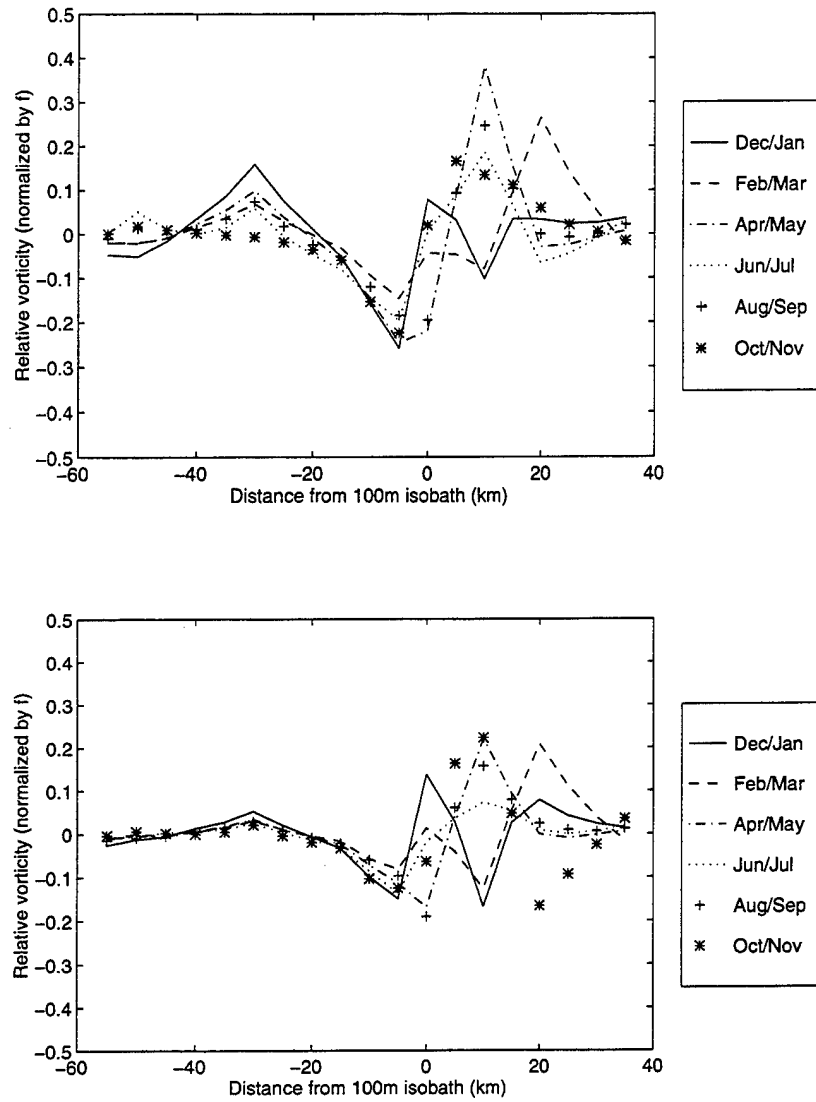 Relative vorticity (normalized by f)
0.5
0.4
0.3
0.2
0.1
0
−0.1
−0.2
−0.3
−0.4
−0.5
−60
−40
−20
0
20
40
Distance from 100m isobath (km)
Dec/Jan
Feb/Mar
Apr/May
Jun/Jul
Aug/Sep
Oct/Nov
Relative vorticity (normalized by f)
0.5
0.4
0.3
0.2
0.1
0
−0.1
−0.2
−0.3
−0.4
−0.5
−60
−40
−20
0
20
40
Distance from 100m isobath (km)
Dec/Jan
Feb/Mar
Apr/May
Jun/Jul
Aug/Sep
Oct/Nov